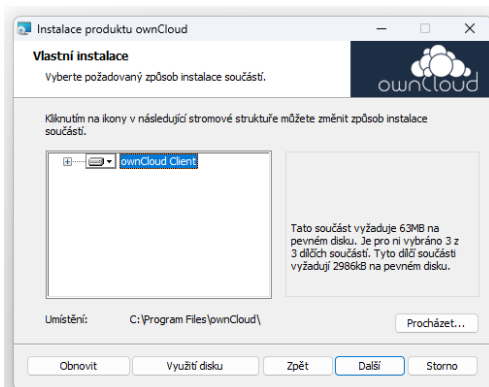 Instalace produktu ownCloud
Vlastní instalace
Vyberte požadovaný způsob instalace součástí.
ownCloud
Kliknutím na ikony v následující stromové struktuře můžete změnit způsob instalace
součástí.
ownCloud Client
Tato součást vyžaduje 63MB na
pevném disku. Je pro ni vybráno 3 z
3 dílčích součástí. Tyto dílčí součásti
vyžadují 2986kB na pevném disku.
Umístění: C:\Program Files\ownCloud\
Procházet...
Obnovit Využití disku Zpět Další Storno